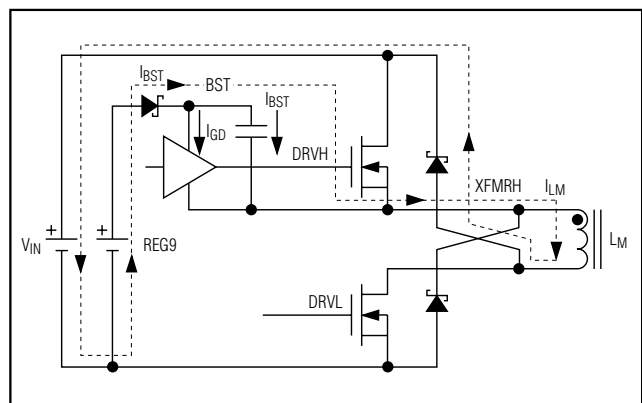 I_BST
BST
I_BST
I_GD
DRVH
XFMRH
I_LM
+
+
V_IN
REG9
L_M
DRVL